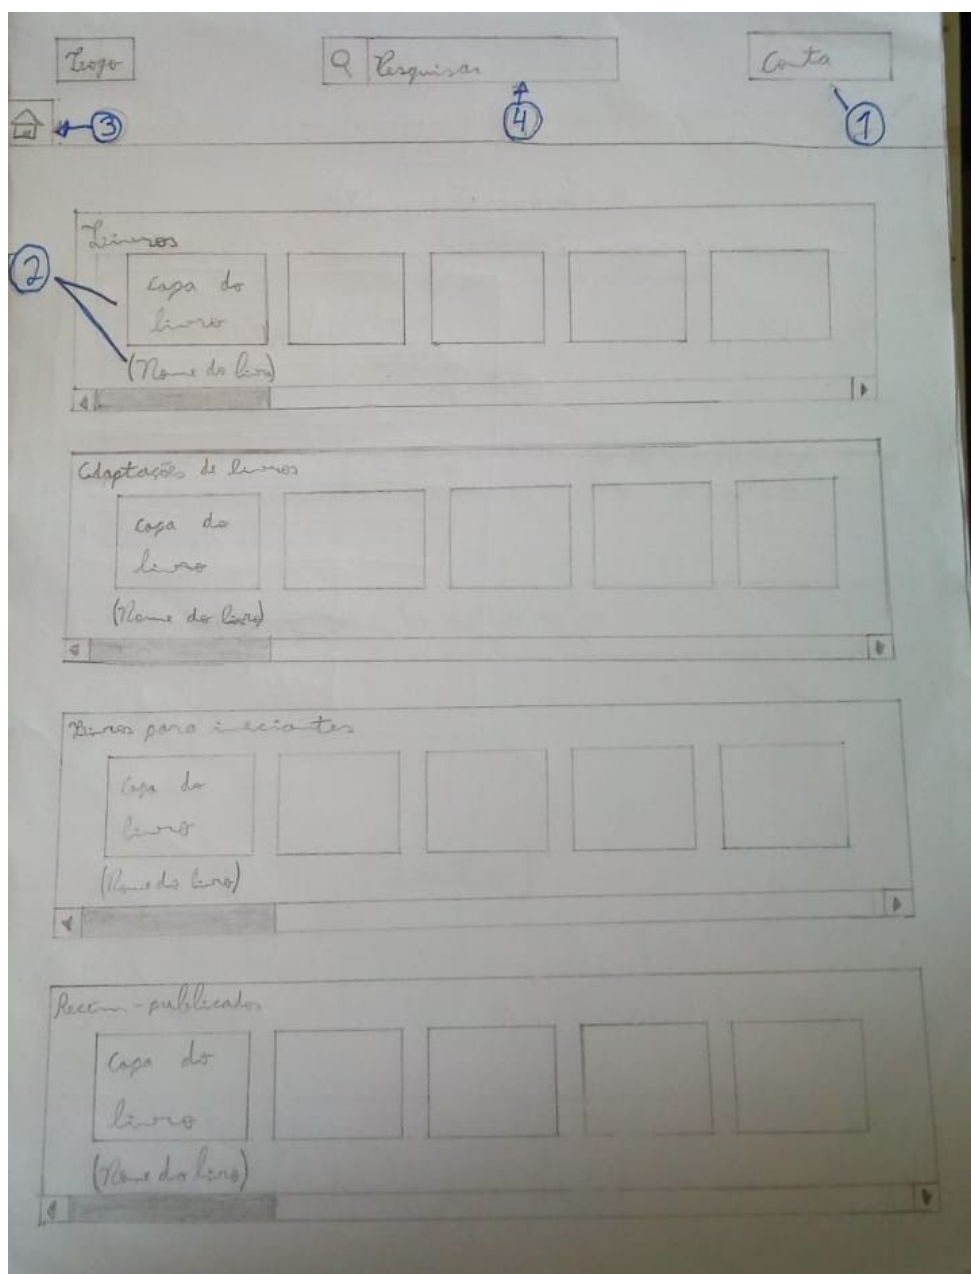 Logo
Pesquisar
Conta
3
4
1
Livros
2
Capa do
livro
(Nome do livro)
Adaptações de livros
Capa do
livro
(Nome do livro)
Livros para iniciantes
Capa do
livro
(Nome do livro)
Recem-publicados
Capa do
livro
(Nome do livro)